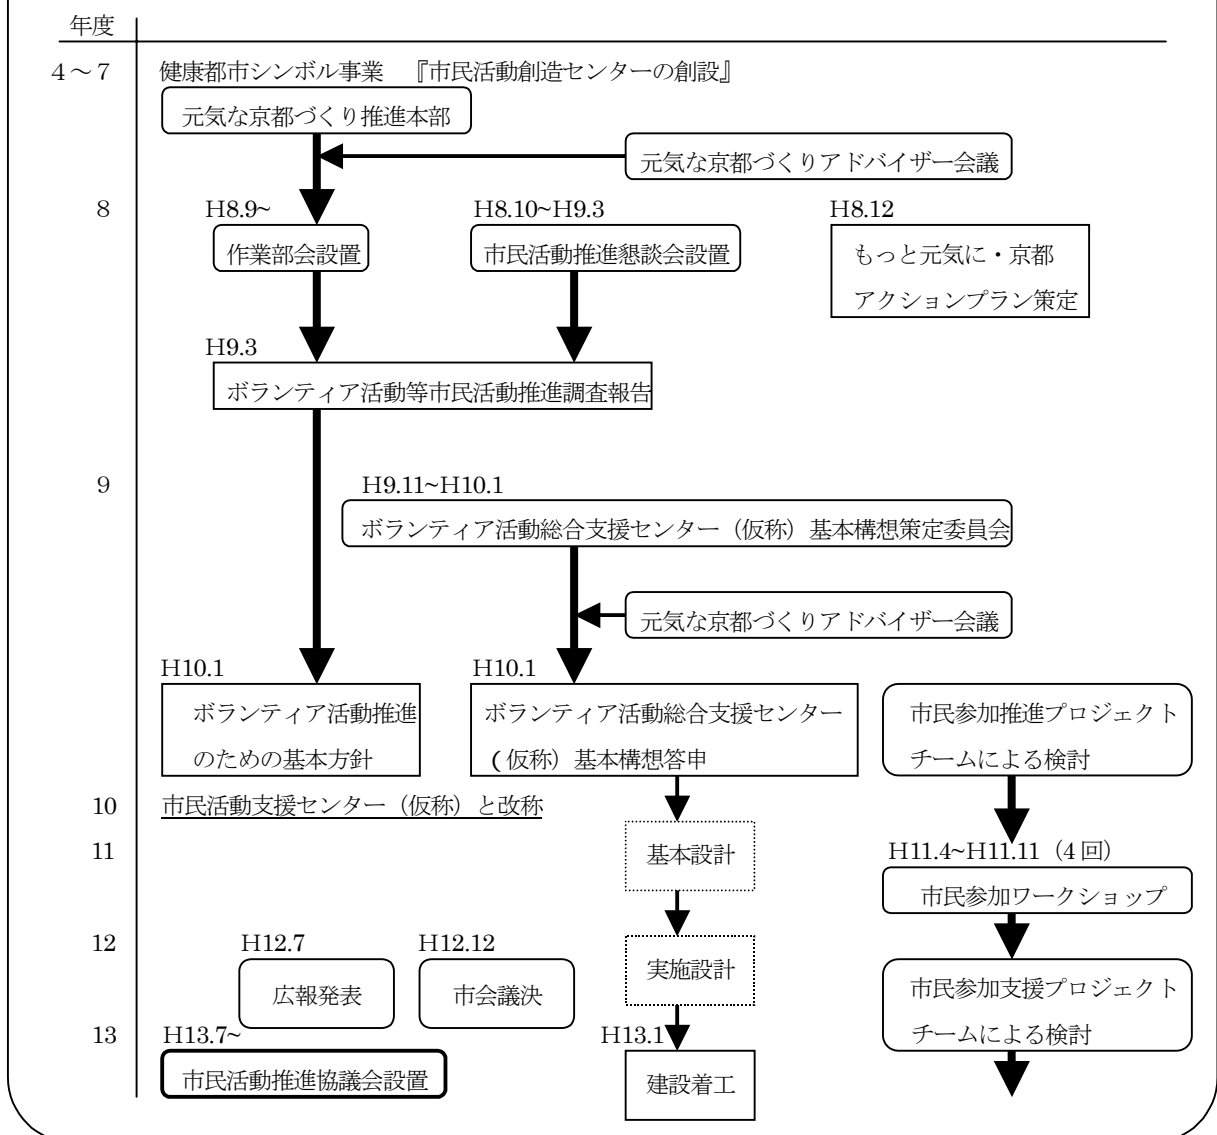 年度
４～７
健康都市シンボル事業　『市民活動創造センターの創設』
元気な京都づくり推進本部
元気な京都づくりアドバイザー会議
8
H8.9~
H8.10~H9.3
H8.12
作業部会設置
市民活動推進懇談会設置
もっと元気に・京都
アクションプラン策定
H9.3
ボランティア活動等市民活動推進調査報告
9
H9.11~H10.1
ボランティア活動総合支援センター（仮称）基本構想策定委員会
元気な京都づくりアドバイザー会議
H10.1
H10.1
ボランティア活動推進
のための基本方針
ボランティア活動総合支援センター
(仮称）基本構想答申
市民参加推進プロジェクト
チームによる検討
10
市民活動支援センター（仮称）と改称
11
基本設計
H11.4~H11.11（4回）
市民参加ワークショップ
12
H12.7
H12.12
広報発表
市会議決
実施設計
市民参加支援プロジェクト
チームによる検討
13
H13.7~
H13.1
市民活動推進協議会設置
建設着工